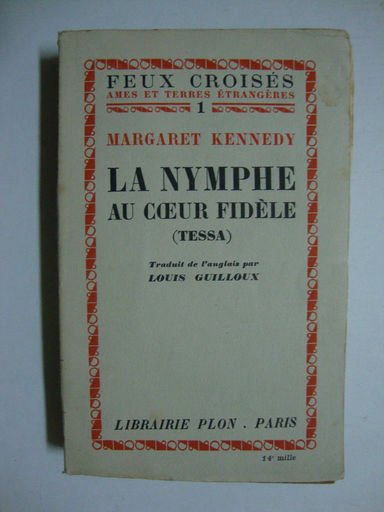 FEUX CROISÉS
AMES ET TERRES ÉTRANGÈRES
1
MARGARET KENNEDY
LA NYMPHE
AU CŒUR FIDÈLE
(TESSA)
Traduit de l'anglais par
LOUIS GUILLOUX
LIBRAIRIE PLON . PARIS
14e mille